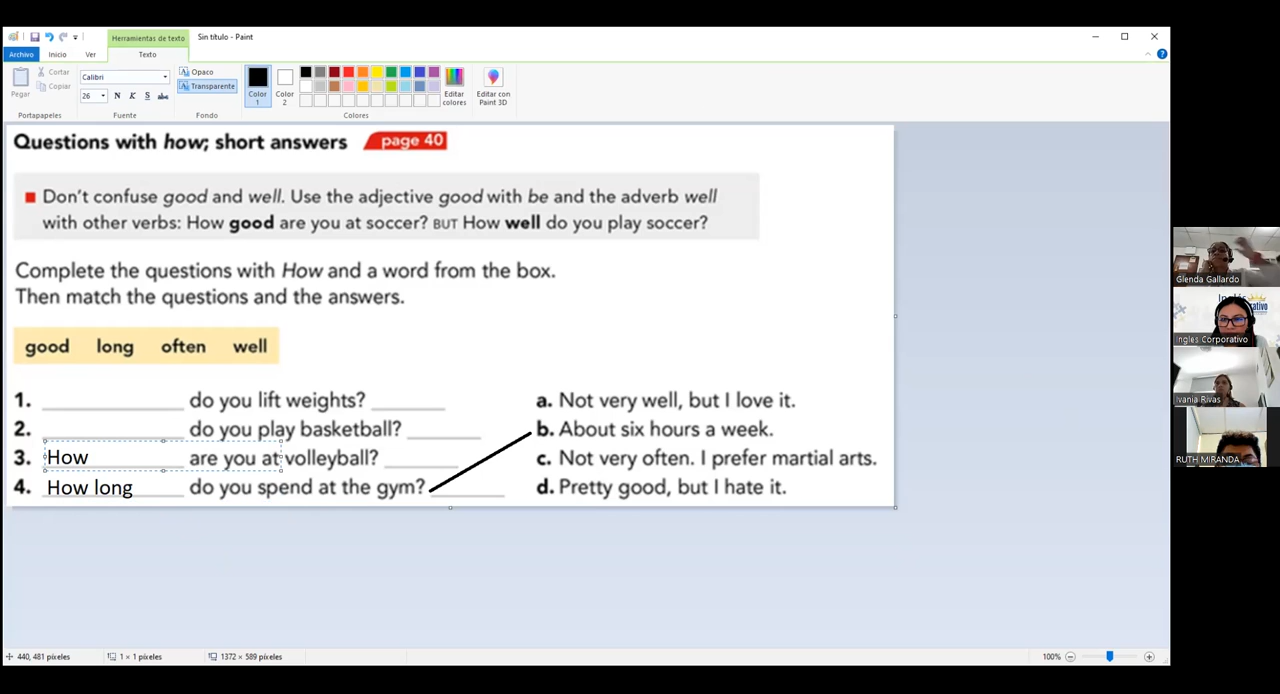 Herramientas de texto
Sin título - Paint
Archivo
Inicio
Ver
Texto
Pegar
Cortar
Copiar
Portapapeles
Calibri
26
N K S abc
Fuente
Opaco
Transparente
Fondo
Color 1
Color 2
Editar colores
Editar con Paint 3D
Colores
Questions with how; short answers page 40
Don't confuse good and well. Use the adjective good with be and the adverb well
with other verbs: How good are you at soccer? BUT How well do you play soccer?
Complete the questions with How and a word from the box.
Then match the questions and the answers.
good long often well
1. ____________ do you lift weights? ______
2. ____________ do you play basketball? ______
3. How are you at volleyball? ______
4. How long do you spend at the gym? ______
a. Not very well, but I love it.
b. About six hours a week.
c. Not very often. I prefer martial arts.
d. Pretty good, but I hate it.
Glenda Gallardo
Ingles Corporativo
Ivania Rivas
RUTH MIRANDA
440, 481 píxeles
1 × 1 píxeles
1372 × 589 píxeles
100%